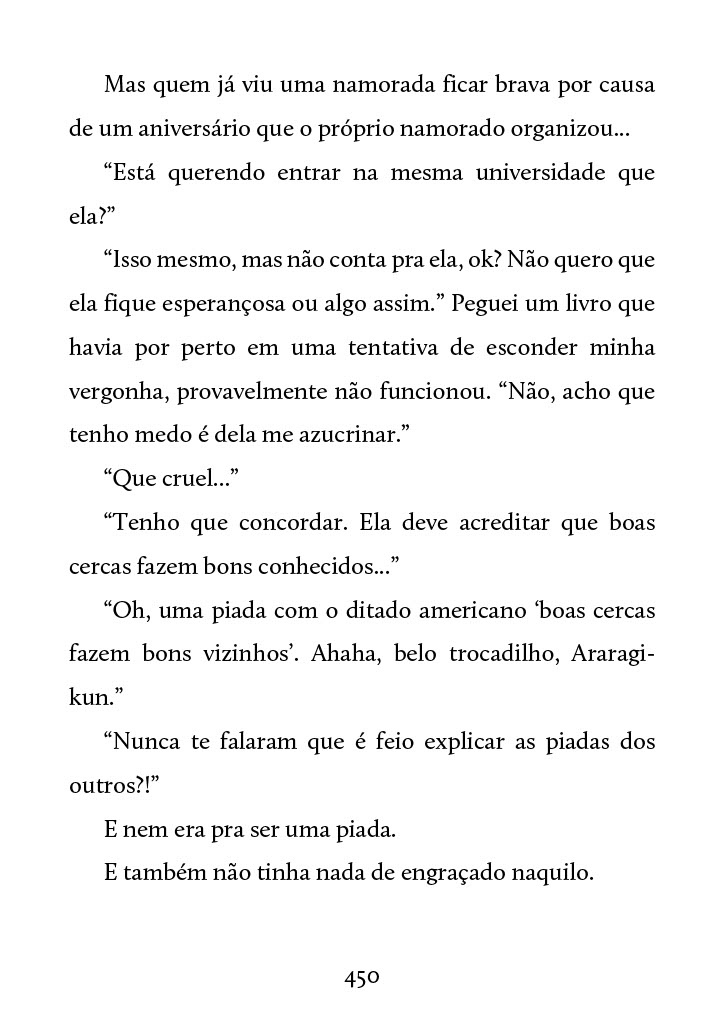 Mas quem já viu uma namorada ficar brava por causa
de um aniversário que o próprio namorado organizou...
“Está querendo entrar na mesma universidade que
ela?”
“Isso mesmo, mas não conta pra ela, ok? Não quero que
ela fique esperançosa ou algo assim.” Peguei um livro que
havia por perto em uma tentativa de esconder minha
vergonha, provavelmente não funcionou. “Não, acho que
tenho medo é dela me azucrinar.”
“Que cruel...”
“Tenho que concordar. Ela deve acreditar que boas
cercas fazem bons conhecidos...”
“Oh, uma piada com o ditado americano ‘boas cercas
fazem bons vizinhos’. Ahaha, belo trocadilho, Araragi-
kun.”
“Nunca te falaram que é feio explicar as piadas dos
outros?!”
E nem era pra ser uma piada.
E também não tinha nada de engraçado naquilo.
450